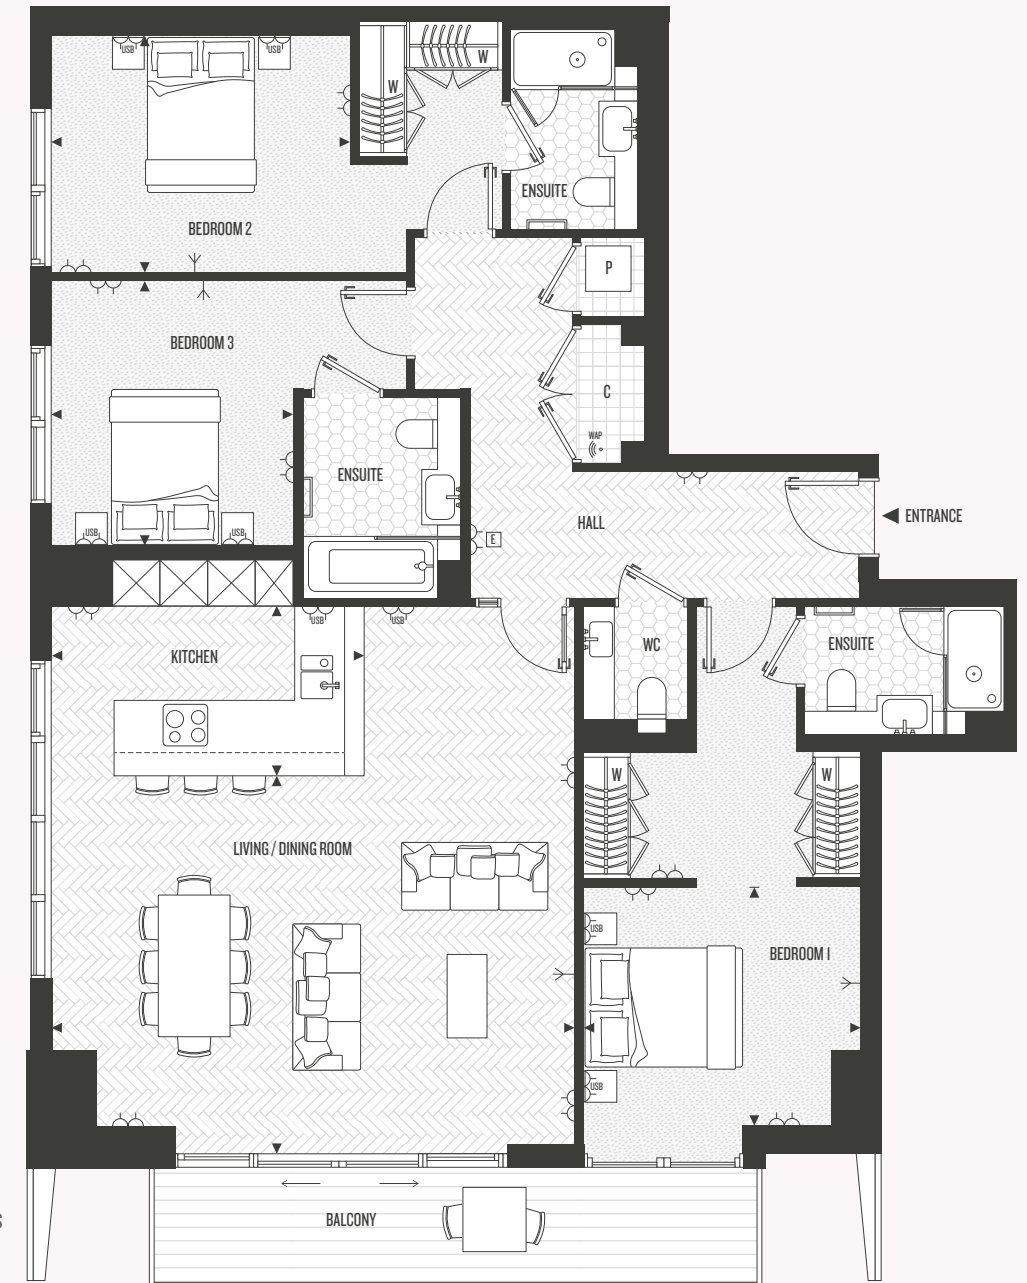 USB
USB
W
W
ENSUITE
BEDROOM 2
P
BEDROOM 3
C
WAP
ENSUITE
ENTRANCE
HALL
USB
USB
E
USB
USB
KITCHEN
WC
ENSUITE
W
W
LIVING / DINING ROOM
USB
BEDROOM 1
USB
BALCONY
S